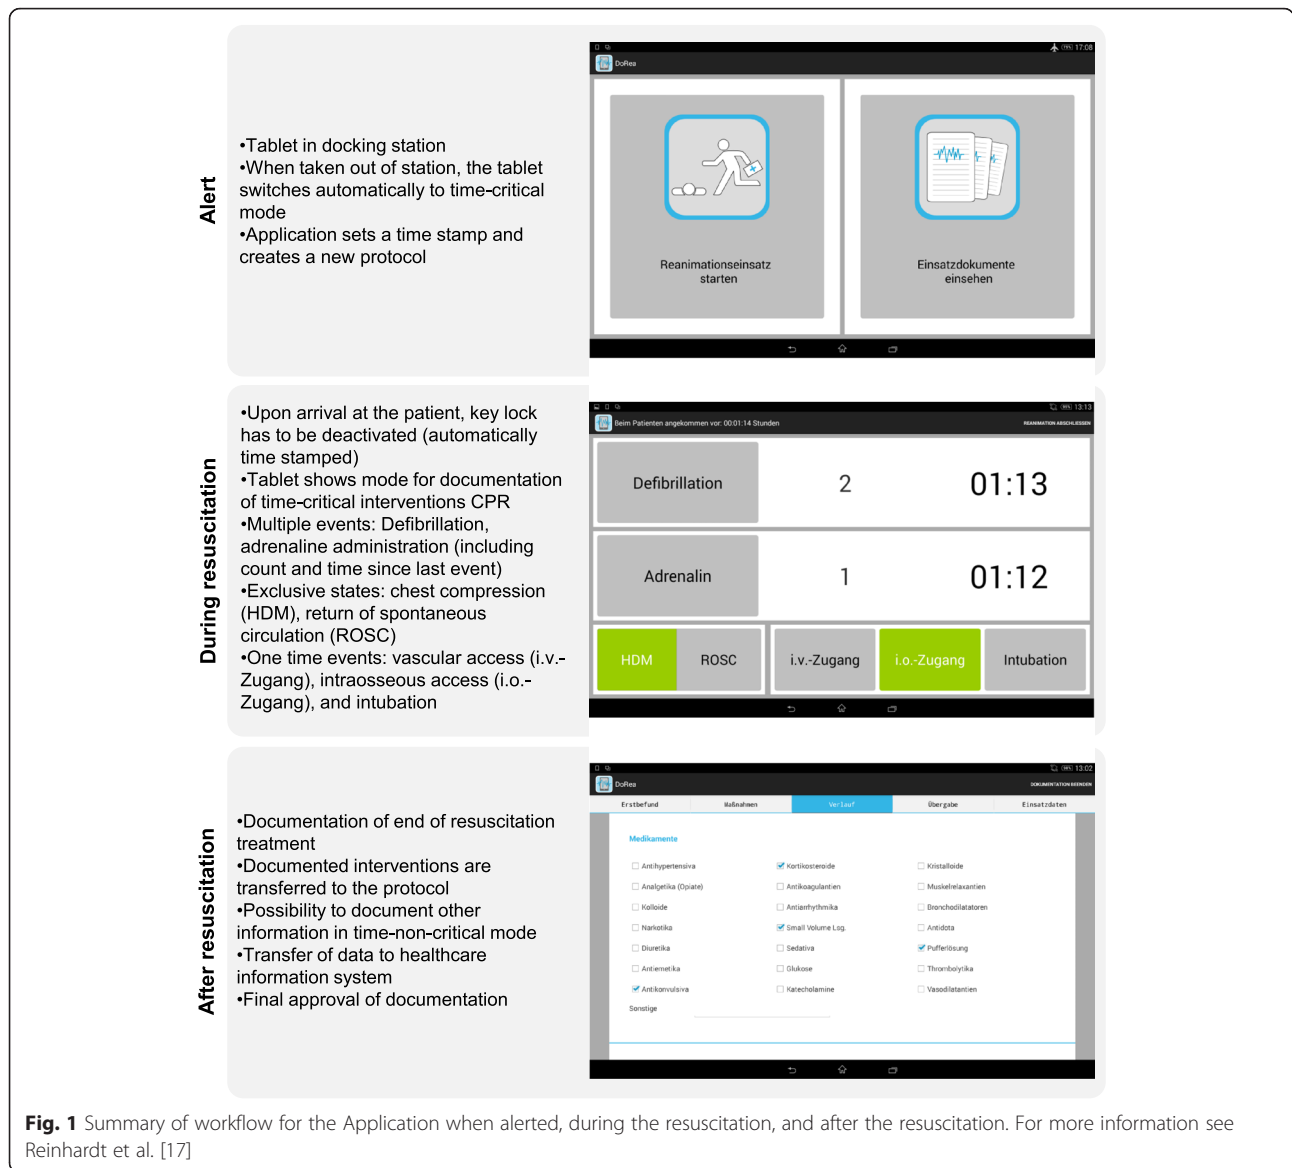 Alert
•Tablet in docking station
•When taken out of station, the tablet
switches automatically to time-critical
mode
•Application sets a time stamp and
creates a new protocol
17:08
DoRea
Reanimationseinsatz
starten
Einsatzdokumente
einsehen
During resuscitation
•Upon arrival at the patient, key lock
has to be deactivated (automatically
time stamped)
•Tablet shows mode for documentation
of time-critical interventions CPR
•Multiple events: Defibrillation,
adrenaline administration (including
count and time since last event)
•Exclusive states: chest compression
(HDM), return of spontaneous
circulation (ROSC)
•One time events: vascular access (i.v.-
Zugang), intraosseous access (i.o.-
Zugang), and intubation
13:13
Beim Patienten angekommen vor: 00:01:14 Stunden
REANIMATION ABSCHLIESSEN
Defibrillation 2 01:13
Adrenalin 1 01:12
HDM ROSC i.v.-Zugang i.o.-Zugang Intubation
After resuscitation
•Documentation of end of resuscitation
treatment
•Documented interventions are
transferred to the protocol
•Possibility to document other
information in time-non-critical mode
•Transfer of data to healthcare
information system
•Final approval of documentation
13:02
DoRea
DOKUMENTATION BEENDEN
Erstbefund Maßnahmen Verlauf Übergabe Einsatzdaten
Medikamente
Antihypertensiva Kortikosteroide Kristalloide
Analgetika (Opiate) Antikoagulantien Muskelrelaxantien
Kolloide Antiarrhythmika Bronchodilatatoren
Narkotika Small Volume Lsg. Antidota
Diuretika Sedativa Pufferlösung
Antiemetika Glukose Thrombolytika
Antikonvulsiva Katecholamine Vasodilatantien
Sonstige
Fig. 1 Summary of workflow for the Application when alerted, during the resuscitation, and after the resuscitation. For more information see
Reinhardt et al. [17]